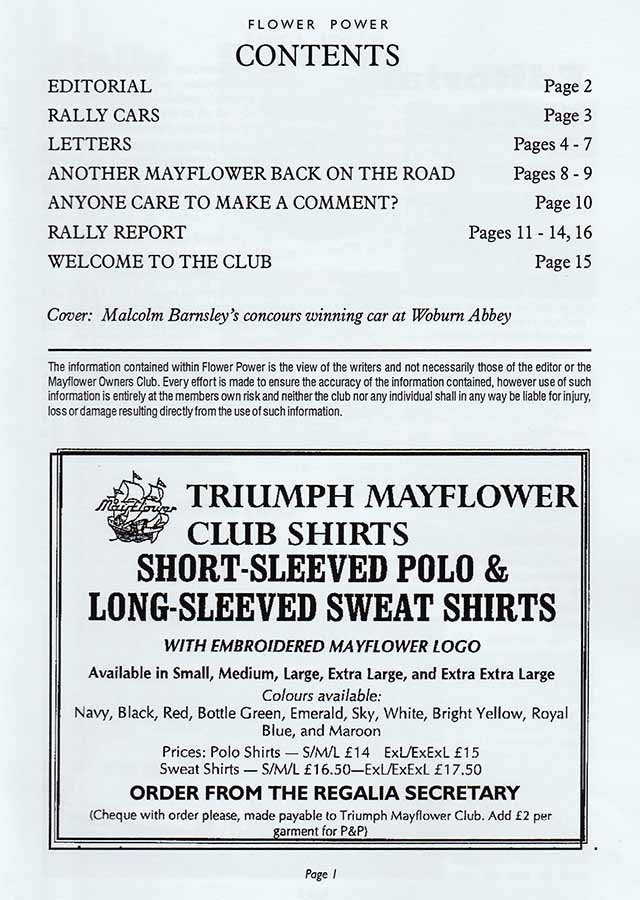 FLOWER POWER
CONTENTS
EDITORIAL Page 2
RALLY CARS Page 3
LETTERS Pages 4 - 7
ANOTHER MAYFLOWER BACK ON THE ROAD Pages 8 - 9
ANYONE CARE TO MAKE A COMMENT? Page 10
RALLY REPORT Pages 11 - 14, 16
WELCOME TO THE CLUB Page 15
Cover: Malcolm Barnsley's concours winning car at Woburn Abbey
The information contained within Flower Power is the view of the writers and not necessarily those of the editor or the
Mayflower Owners Club. Every effort is made to ensure the accuracy of the information contained, however use of such
information is entirely at the members own risk and neither the club nor any individual shall in any way be liable for injury,
loss or damage resulting directly from the use of such information.
Mayflower
TRIUMPH MAYFLOWER
CLUB SHIRTS
SHORT-SLEEVED POLO &
LONG-SLEEVED SWEAT SHIRTS
WITH EMBROIDERED MAYFLOWER LOGO
Available in Small, Medium, Large, Extra Large, and Extra Extra Large
Colours available:
Navy, Black, Red, Bottle Green, Emerald, Sky, White, Bright Yellow, Royal
Blue, and Maroon
Prices: Polo Shirts — S/M/L £14 ExL/ExExL £15
Sweat Shirts — S/M/L £16.50—ExL/ExExL £17.50
ORDER FROM THE REGALIA SECRETARY
(Cheque with order please, made payable to Triumph Mayflower Club. Add £2 per
garment for P&P)
Page 1